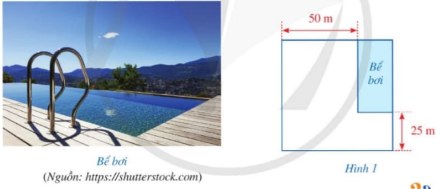 50 m
Bể
bơi
25 m
Bể bơi
(Nguồn: https://shutterstock.com)
Hình 1